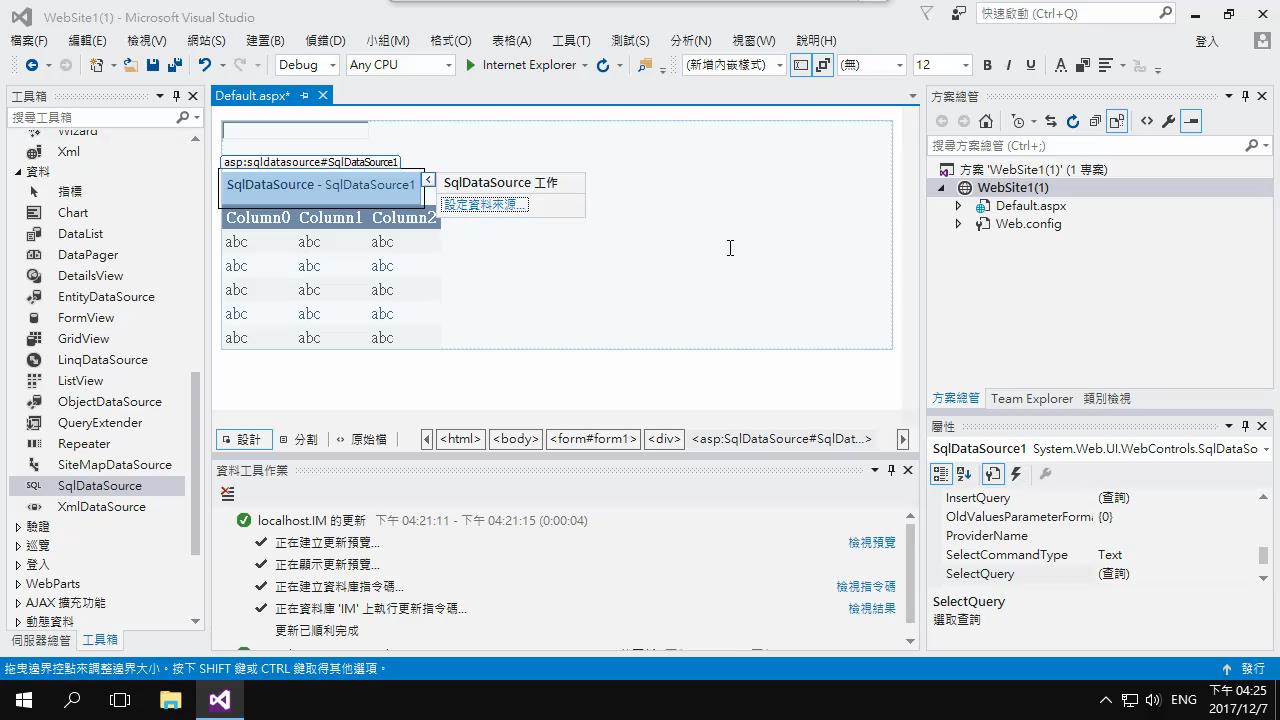 WebSite1(1) - Microsoft Visual Studio
快速啟動 (Ctrl+Q)
檔案(F) 編輯(E) 檢視(V) 網站(S) 建置(B) 偵錯(D) 小組(M) 格式(O) 表格(A) 工具(T) 測試(S) 分析(N) 視窗(W) 說明(H)
登入
Debug Any CPU Internet Explorer (新增內嵌樣式) (無) 12 B I U A
工具箱
搜尋工具箱
Wizard
Xml
資料
指標
Chart
DataList
DataPager
DetailsView
EntityDataSource
FormView
GridView
LinqDataSource
ListView
ObjectDataSource
QueryExtender
Repeater
SiteMapDataSource
SQL SqlDataSource
XmlDataSource
驗證
巡覽
登入
WebParts
AJAX 擴充功能
動態資料
伺服器總管 工具箱
Default.aspx*
asp:sqldatasource#SqlDataSource1
SqlDataSource - SqlDataSource1
SqlDataSource 工作
設定資料來源...
Column0 Column1 Column2
abc abc abc
abc abc abc
abc abc abc
abc abc abc
abc abc abc
設計 分割 原始檔 <html> <body> <form#form1> <div> <asp:SqlDataSource#SqlDat...>
資料工具作業
localhost.IM 的更新 下午 04:21:11 - 下午 04:21:15 (0:00:04)
正在建立更新預覽... 檢視預覽
正在顯示更新預覽...
正在建立資料庫指令碼... 檢視指令碼
正在資料庫 'IM' 上執行更新指令碼... 檢視結果
更新已順利完成
方案總管
搜尋方案總管 (Ctrl+;)
方案 'WebSite1(1)' (1 專案)
WebSite1(1)
Default.aspx
Web.config
方案總管 Team Explorer 類別檢視
屬性
SqlDataSource1 System.Web.UI.WebControls.SqlDataSo
InsertQuery (查詢)
OldValuesParameterForma {0}
ProviderName
SelectCommandType Text
SelectQuery (查詢)
SelectQuery
選取查詢
拖曳邊界控點來調整邊界大小。按下 SHIFT 鍵或 CTRL 鍵取得其他選項。
發行
ENG
下午 04:25
2017/12/7